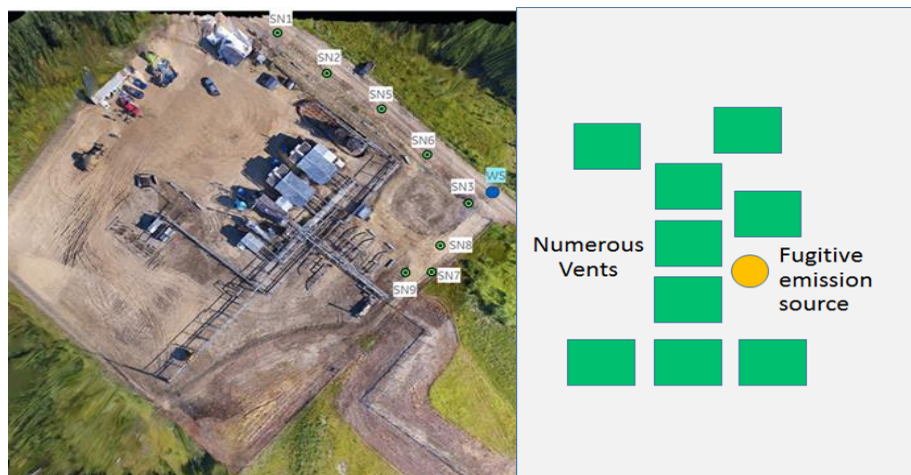 SN1
SN2
SN5
SN6
WS
SN3
SN8
SN7
SN9
Numerous
Vents
Fugitive
emission
source